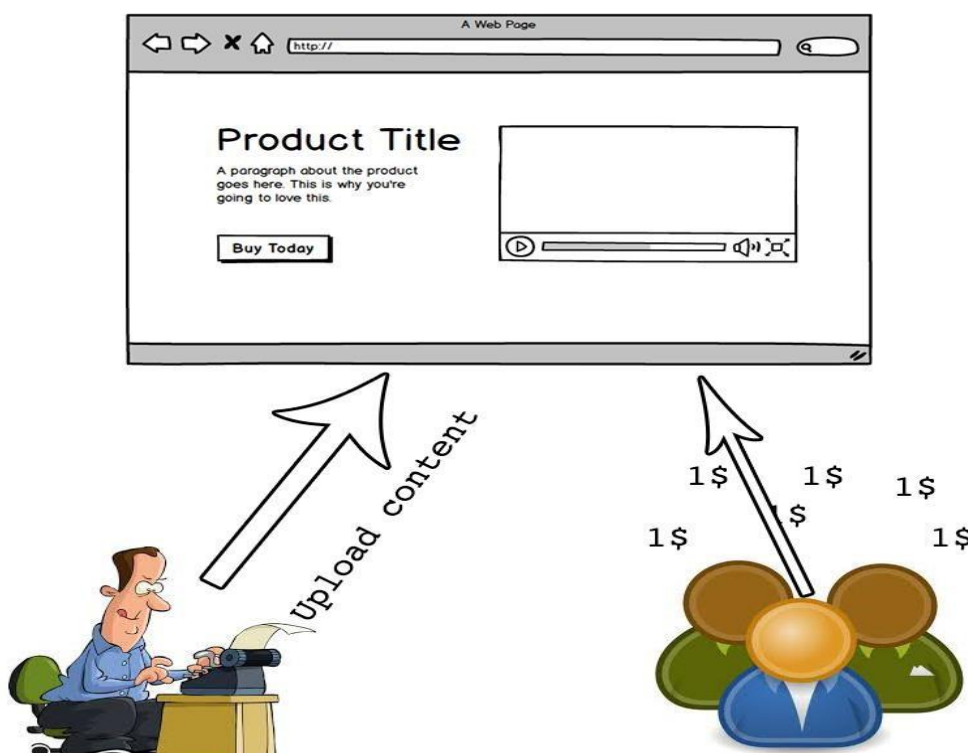 A Web Page
http://
Product Title
A paragraph about the product
goes here. This is why you're
going to love this.
Buy Today
Upload content
1$ 1$ 1$
1$ $ 1$